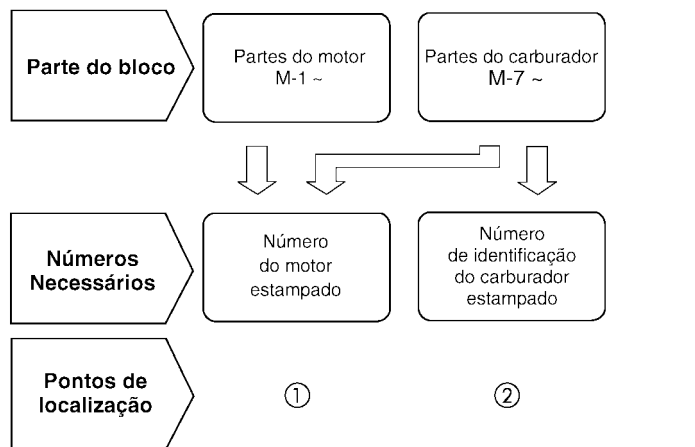 Parte do bloco
Partes do motor
M-1 ~
Partes do carburador
M-7 ~
Números
Necessários
Número
do motor
estampado
Número
de identificação
do carburador
estampado
Pontos de
localização
①
②